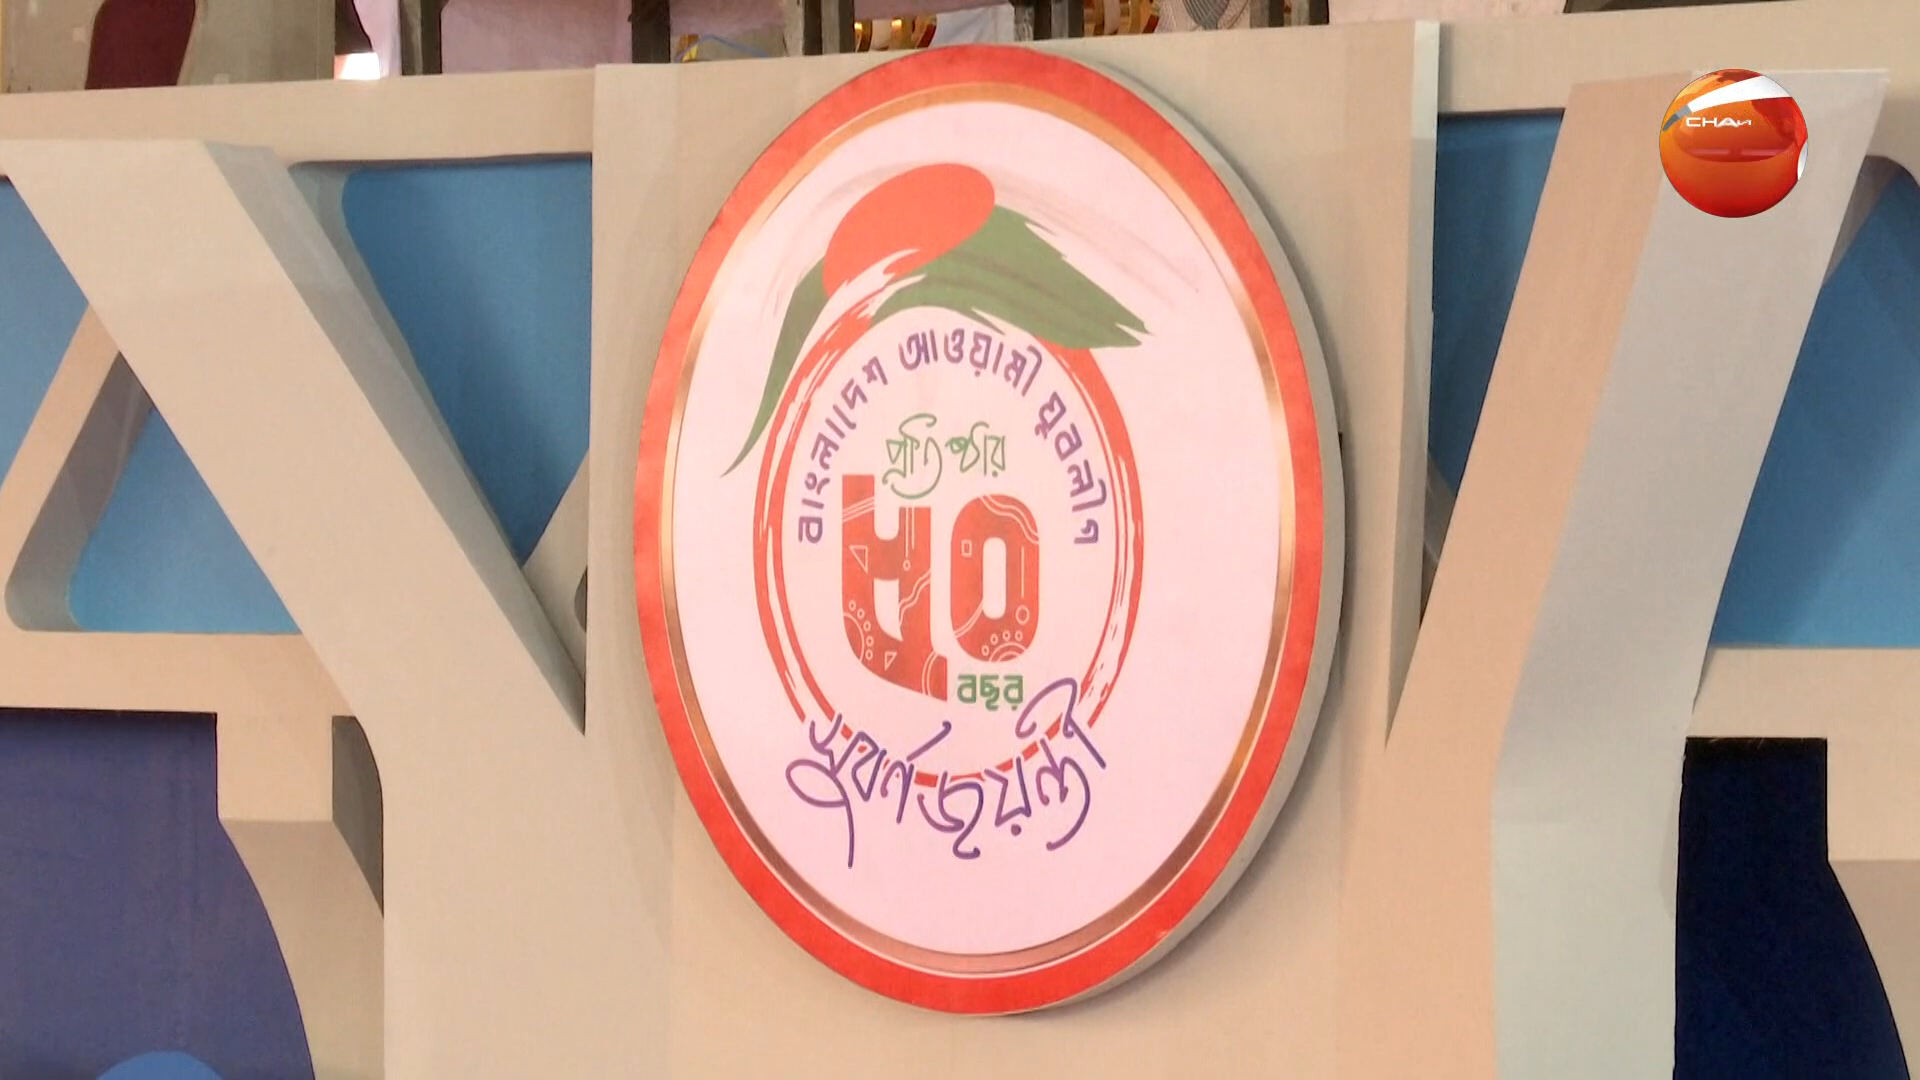 বাংলাদেশ আওয়ামী যুবলীগ
প্রতিষ্ঠার
৫০
বছর
সুবর্ণজয়ন্তী
CHAN